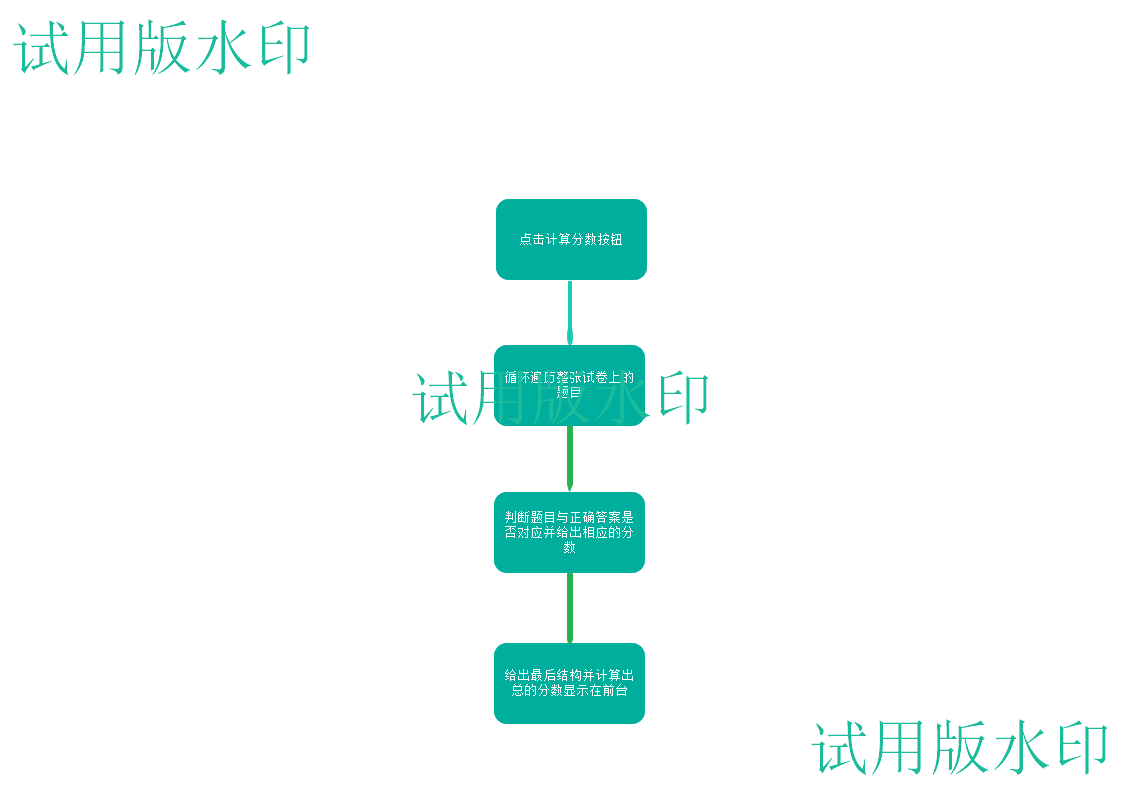 试用版水印
点击计算分数按钮
循环遍历整张试卷上的
题目
试用版水印
判断题目与正确答案是
否对应并给出相应的分
数
给出最后结构并计算出
总的分数显示在前台
试用版水印